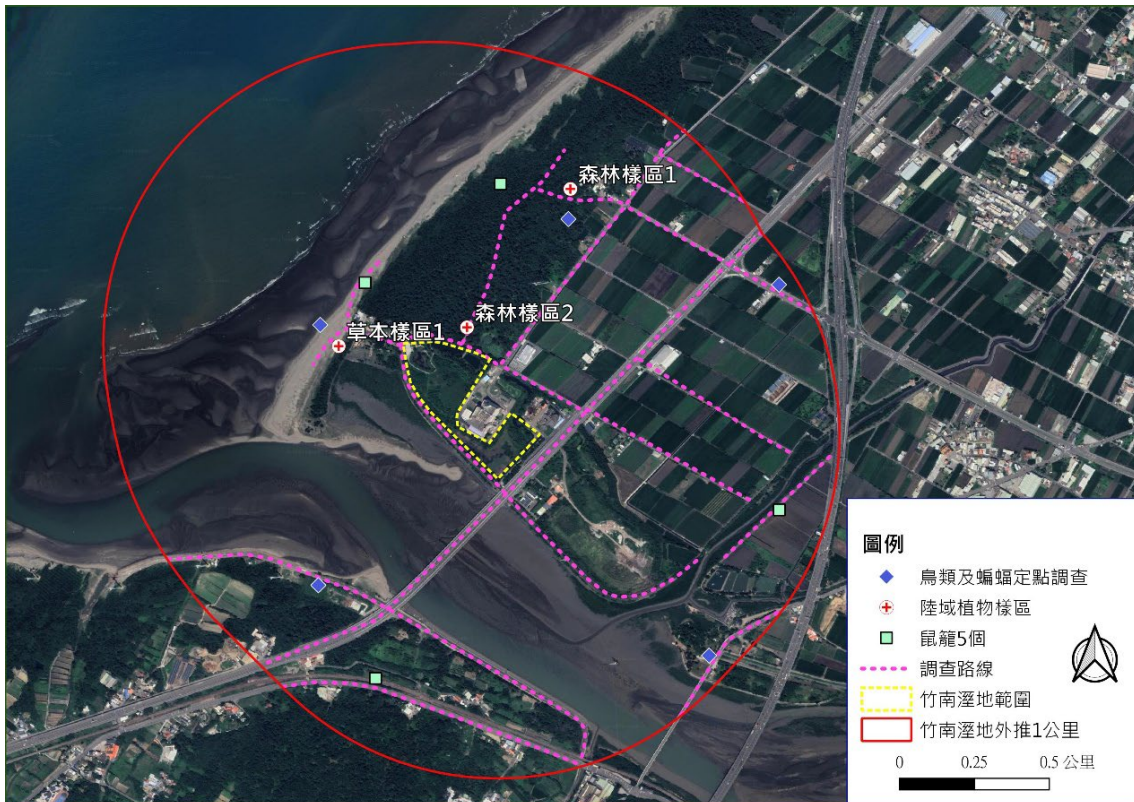 森林樣區1
森林樣區2
草本樣區1
圖例
鳥類及蝙蝠定點調查
陸域植物樣區
鼠籠5個
調查路線
竹南溼地範圍
竹南溼地外推1公里
0 0.25 0.5 公里